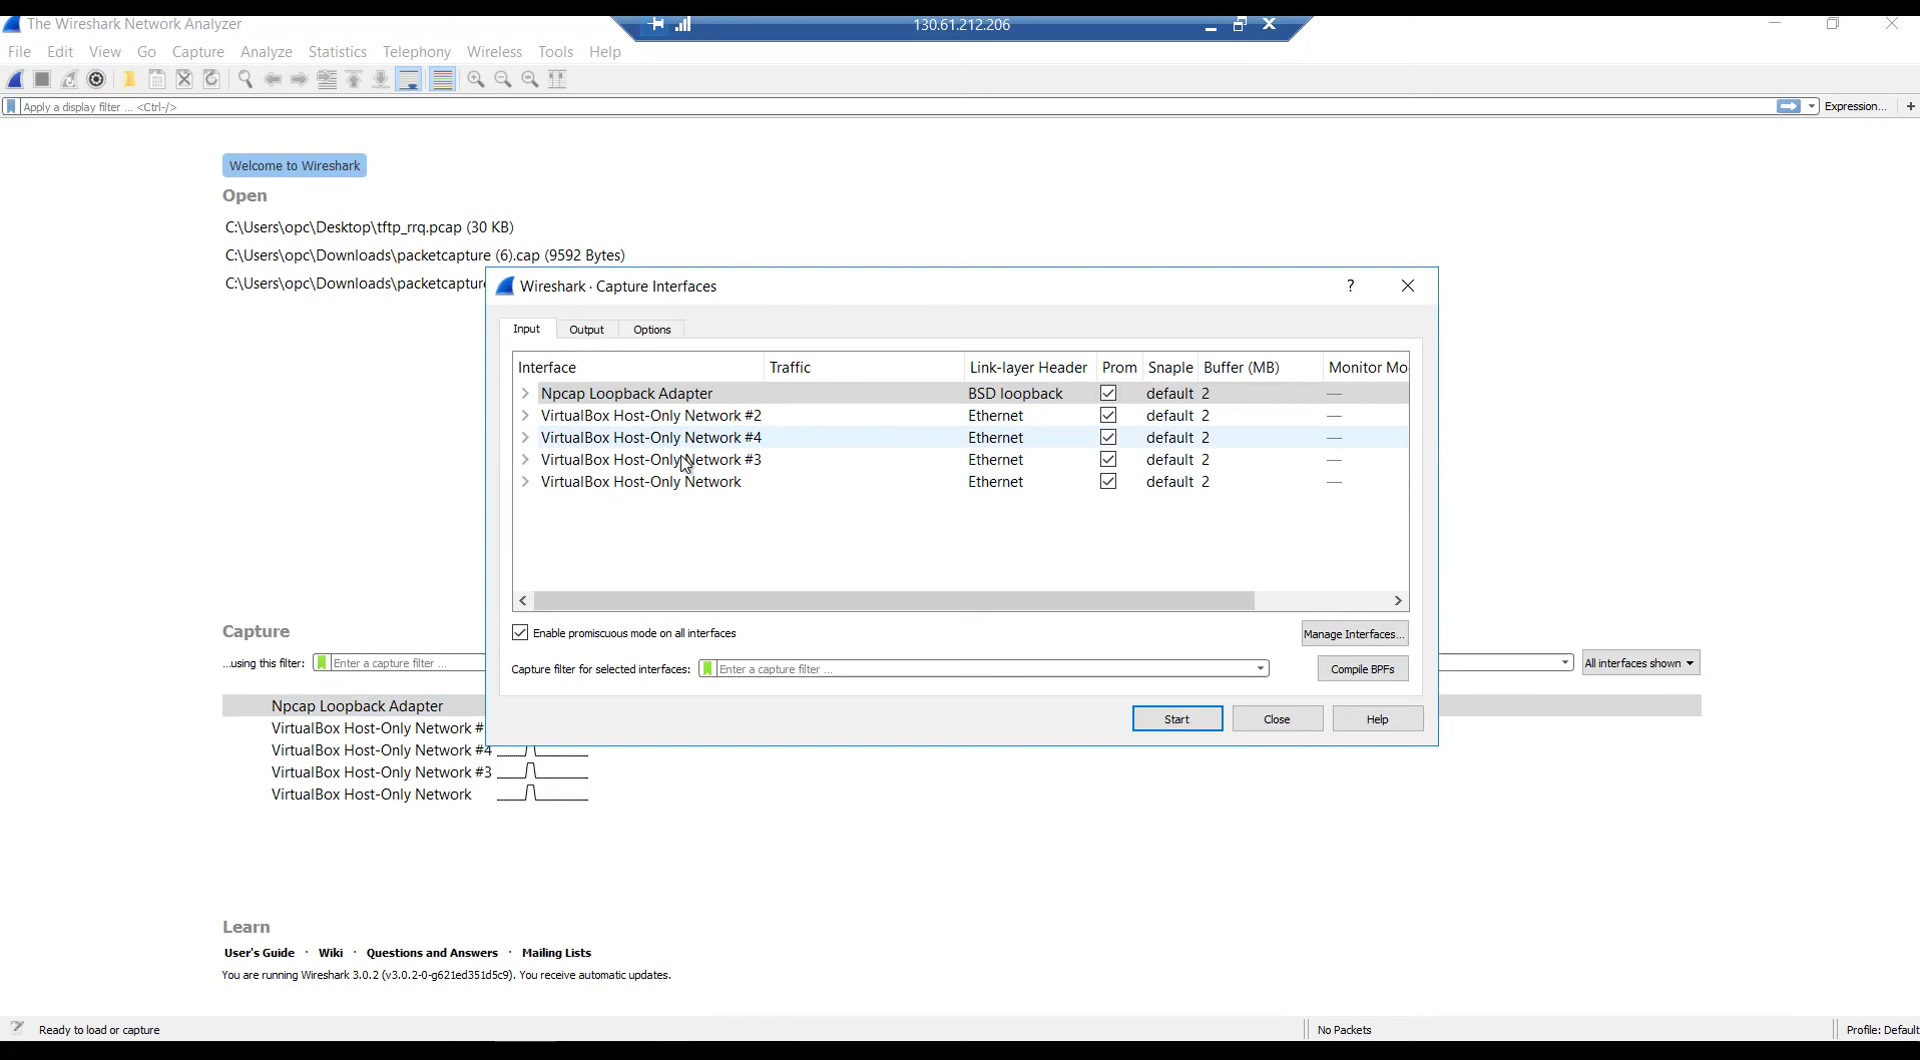 The Wireshark Network Analyzer
130.61.212.206
File Edit View Go Capture Analyze Statistics Telephony Wireless Tools Help
Apply a display filter ... <Ctrl-/>
Expression... +
Welcome to Wireshark
Open
C:\Users\opc\Desktop\tftp_rrq.pcap (30 KB)
C:\Users\opc\Downloads\packetcapture (6).cap (9592 Bytes)
C:\Users\opc\Downloads\packetcapture
Wireshark · Capture Interfaces
?
Input Output Options
Interface Traffic Link-layer Header Prom Snaple Buffer (MB) Monitor Mo
Npcap Loopback Adapter BSD loopback default 2 —
VirtualBox Host-Only Network #2 Ethernet default 2 —
VirtualBox Host-Only Network #4 Ethernet default 2 —
VirtualBox Host-Only Network #3 Ethernet default 2 —
VirtualBox Host-Only Network Ethernet default 2 —
Enable promiscuous mode on all interfaces
Manage Interfaces...
Capture filter for selected interfaces: Enter a capture filter ...
Compile BPFs
Start Close Help
Capture
...using this filter: Enter a capture filter ...
All interfaces shown
Npcap Loopback Adapter
VirtualBox Host-Only Network #
VirtualBox Host-Only Network #4
VirtualBox Host-Only Network #3
VirtualBox Host-Only Network
Learn
User's Guide · Wiki · Questions and Answers · Mailing Lists
You are running Wireshark 3.0.2 (v3.0.2-0-g621ed351d5c9). You receive automatic updates.
Ready to load or capture
No Packets
Profile: Default